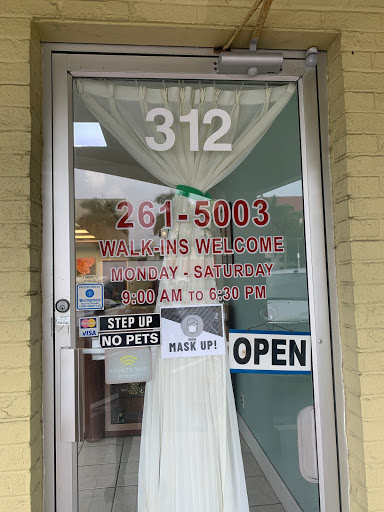 312
261-5003
WALK-INS WELCOME
MONDAY - SATURDAY
9:00 AM TO 6:30 PM
VISA
STEP UP
NO PETS
MASK UP!
OPEN